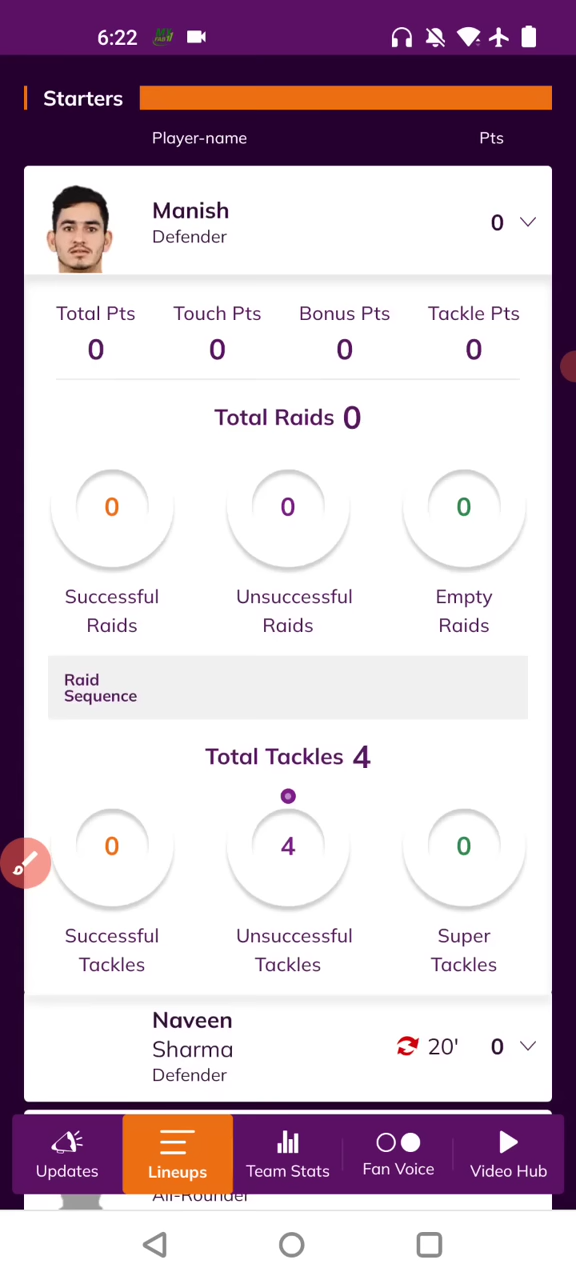 6:22
Starters
Player-name Pts
Manish
Defender
0
Total Pts Touch Pts Bonus Pts Tackle Pts
0 0 0 0
Total Raids 0
0 0 0
Successful Raids
Unsuccessful Raids
Empty Raids
Raid
Sequence
Total Tackles 4
0 4 0
Successful Tackles
Unsuccessful Tackles
Super Tackles
Naveen
Sharma
Defender
20' 0
Updates Lineups Team Stats Fan Voice Video Hub
All-Rounder